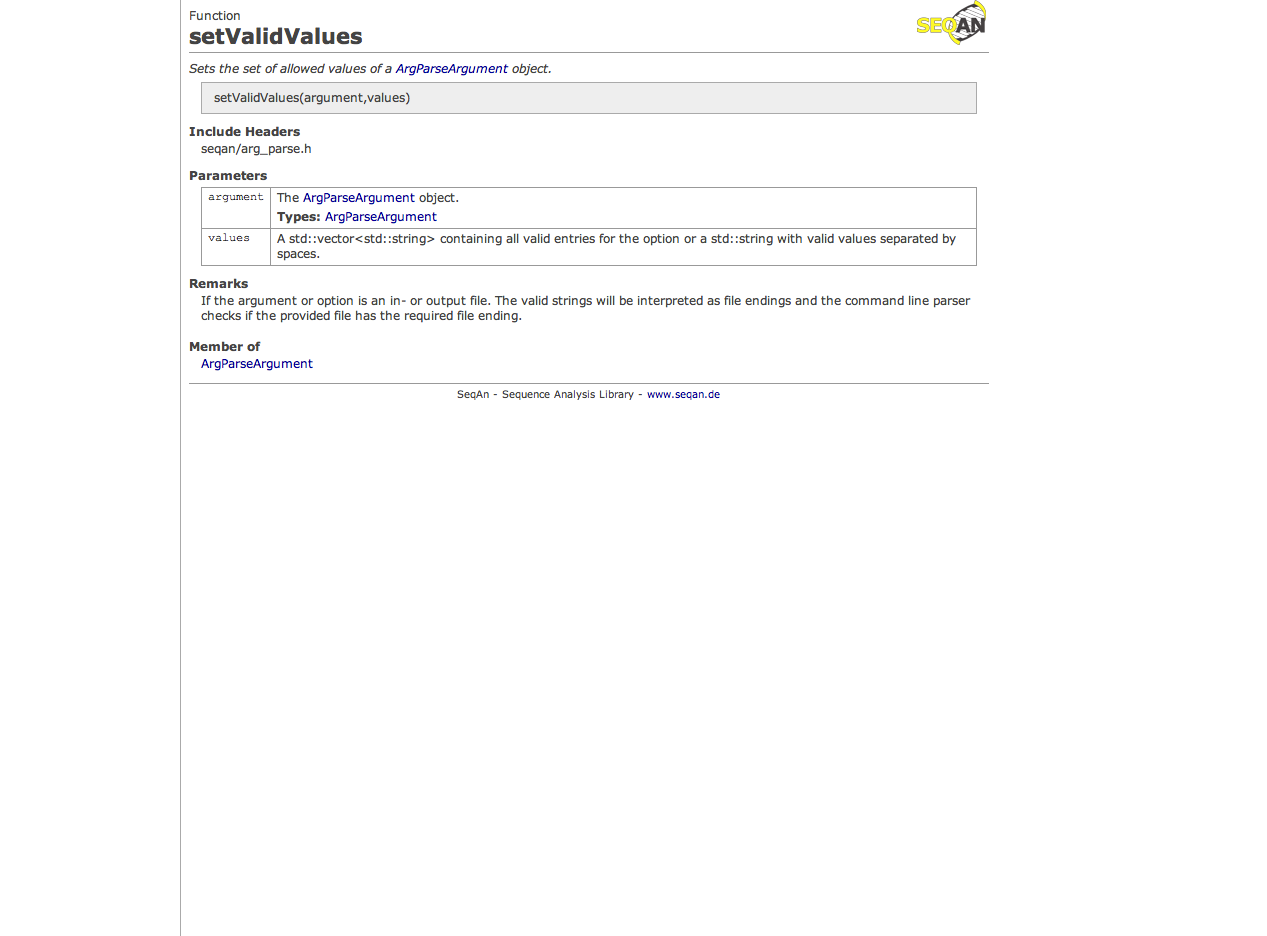 Function
SEQAN
setValidValues
Sets the set of allowed values of a ArgParseArgument object.
setValidValues(argument,values)
Include Headers
seqan/arg_parse.h
Parameters
argument The ArgParseArgument object.
Types: ArgParseArgument
values A std::vector<std::string> containing all valid entries for the option or a std::string with valid values separated by
spaces.
Remarks
If the argument or option is an in- or output file. The valid strings will be interpreted as file endings and the command line parser
checks if the provided file has the required file ending.
Member of
ArgParseArgument
SeqAn - Sequence Analysis Library - www.seqan.de